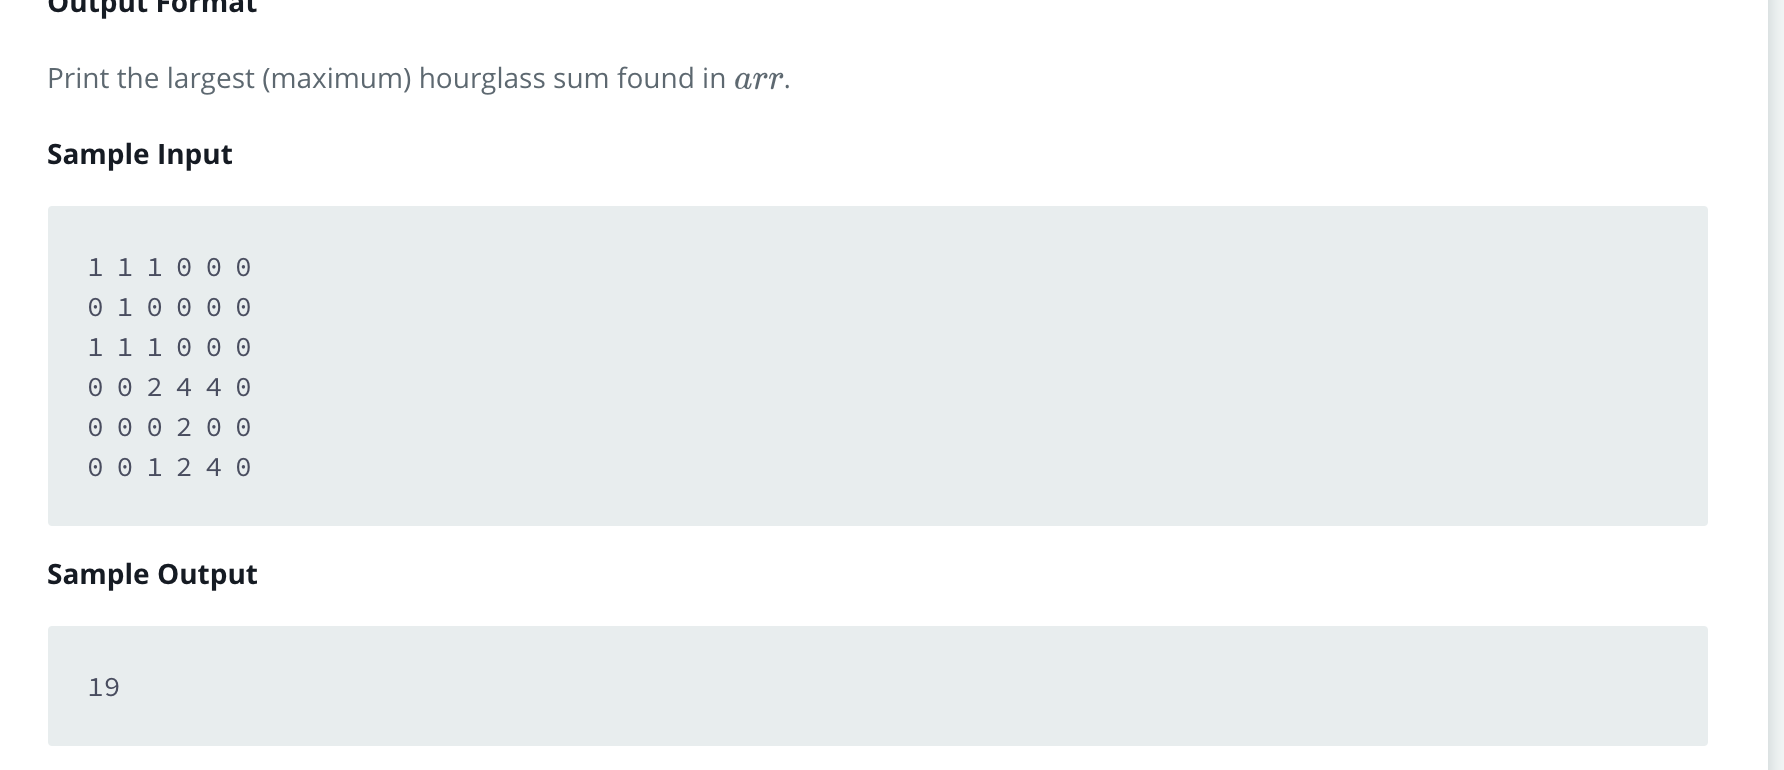 Output Format
Print the largest (maximum) hourglass sum found in arr.
Sample Input
1 1 1 0 0 0
0 1 0 0 0 0
1 1 1 0 0 0
0 0 2 4 4 0
0 0 0 2 0 0
0 0 1 2 4 0
Sample Output
19